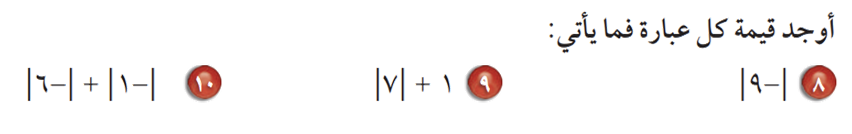 أوجد قيمة كل عبارة فما يأتي:
٨ |−٩| ٩ ١ + |٧| ١٠ |−١| + |−٦|